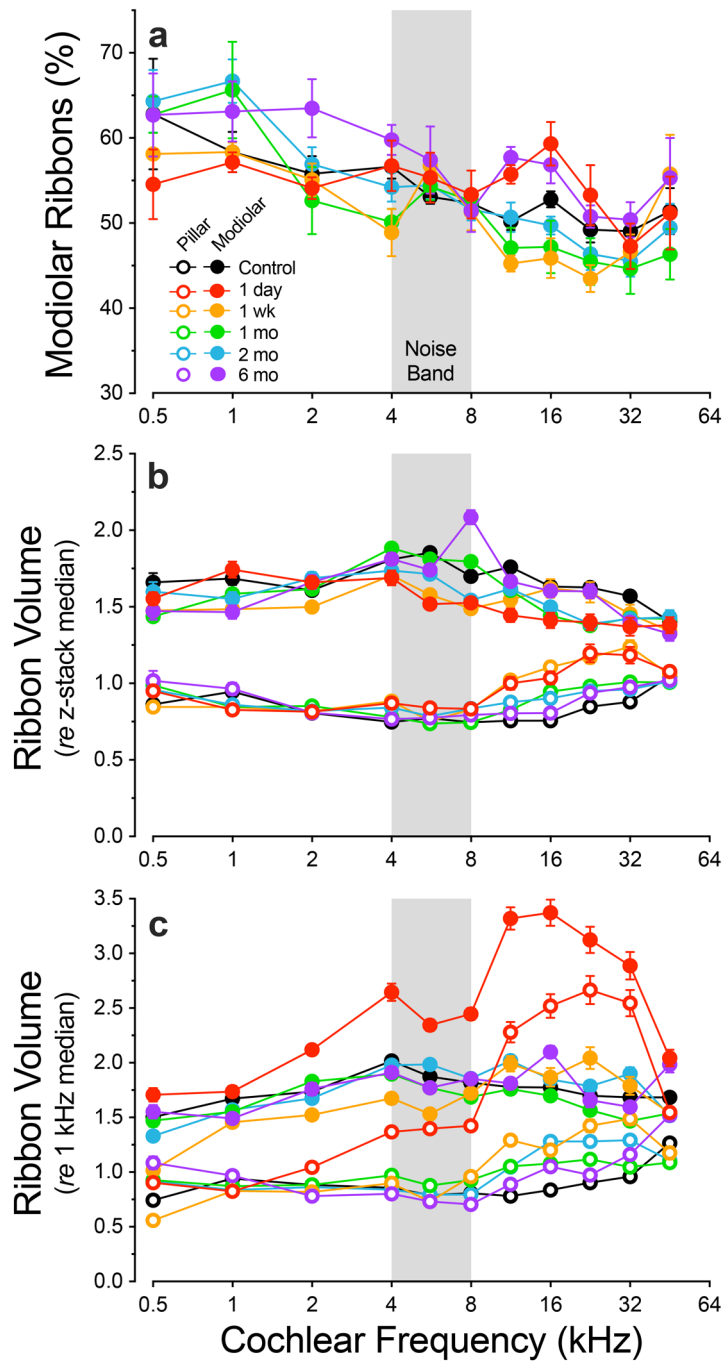 a
Modiolar Ribbons (%)
70
60
50
40
30
Pillar
Modiolar
Control
1 day
1 wk
1 mo
2 mo
6 mo
Noise
Band
0.5 1 2 4 8 16 32 64
b
Ribbon Volume
(re z-stack median)
2.5
2.0
1.5
1.0
0.5
0.0
0.5 1 2 4 8 16 32 64
c
Ribbon Volume
(re 1 kHz median)
3.5
3.0
2.5
2.0
1.5
1.0
0.5
0.0
0.5 1 2 4 8 16 32 64
Cochlear Frequency (kHz)